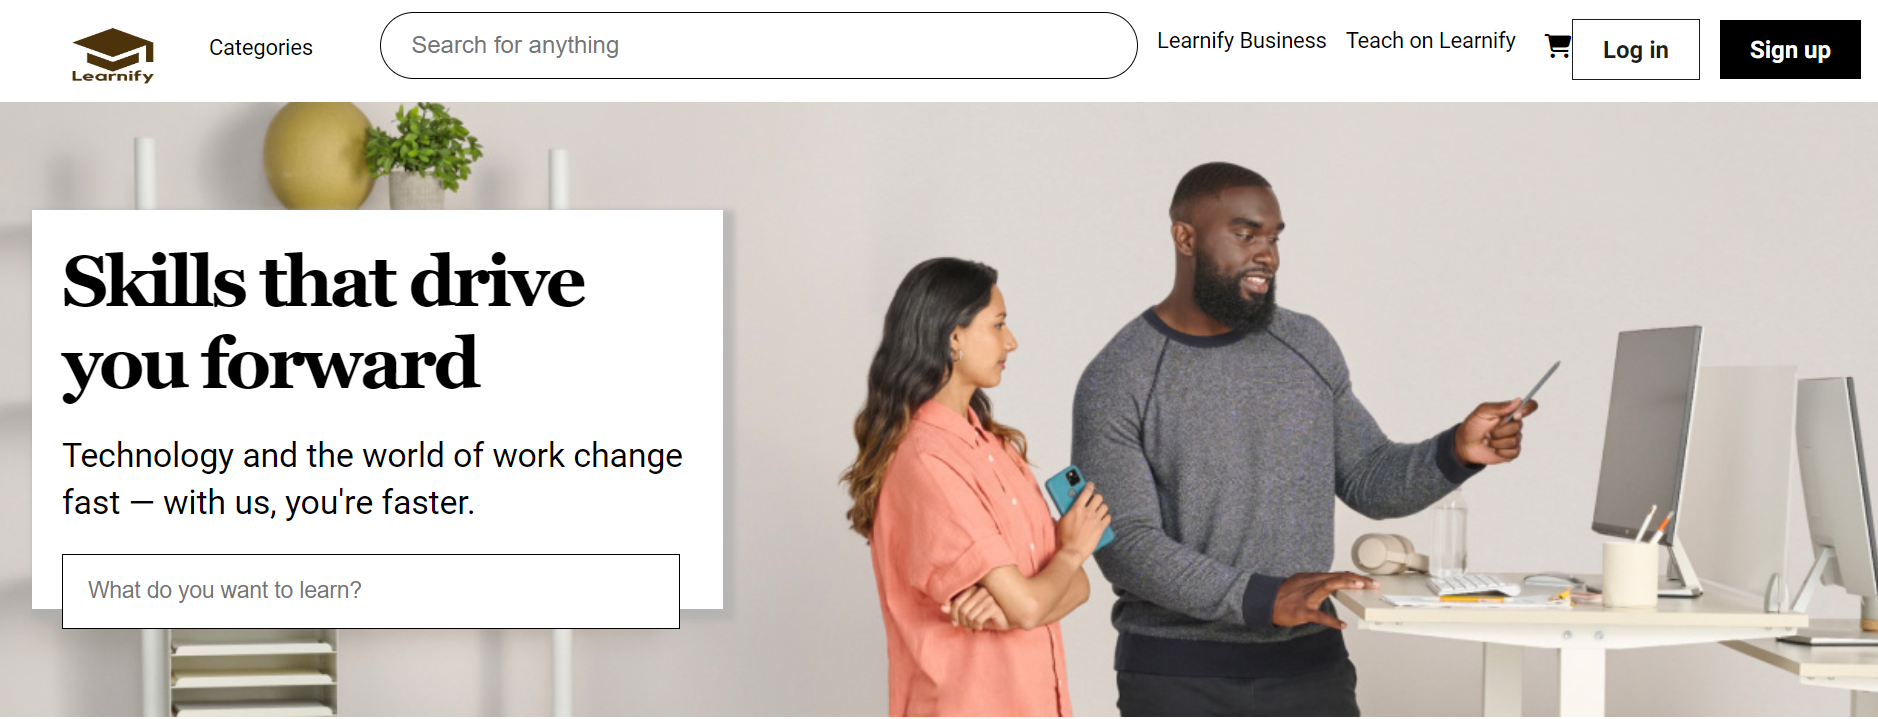 Learnify
Categories
Search for anything
Learnify Business
Teach on Learnify
Log in
Sign up
Skills that drive
you forward
Technology and the world of work change
fast — with us, you're faster.
What do you want to learn?